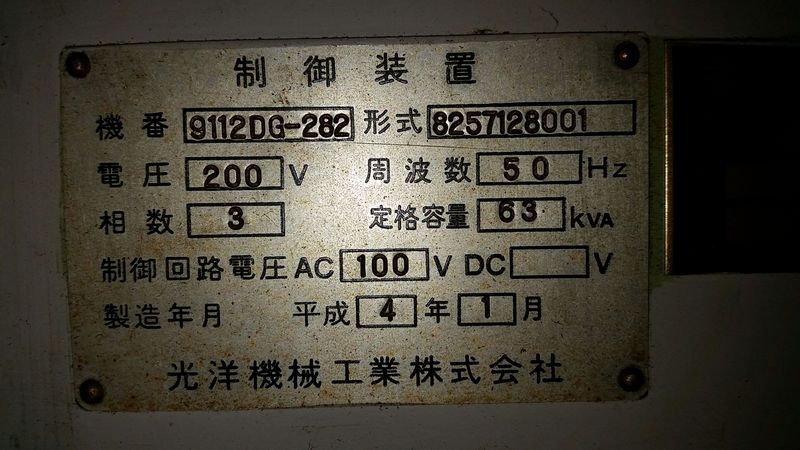 制御装置
機番 9112DG-282 形式 8257128001
電圧 200 V 周波数 50 Hz
相数 3 定格容量 63 kVA
制御回路電圧 AC 100 V DC V
製造年月 平成 4 年 1 月
光洋機械工業株式会社